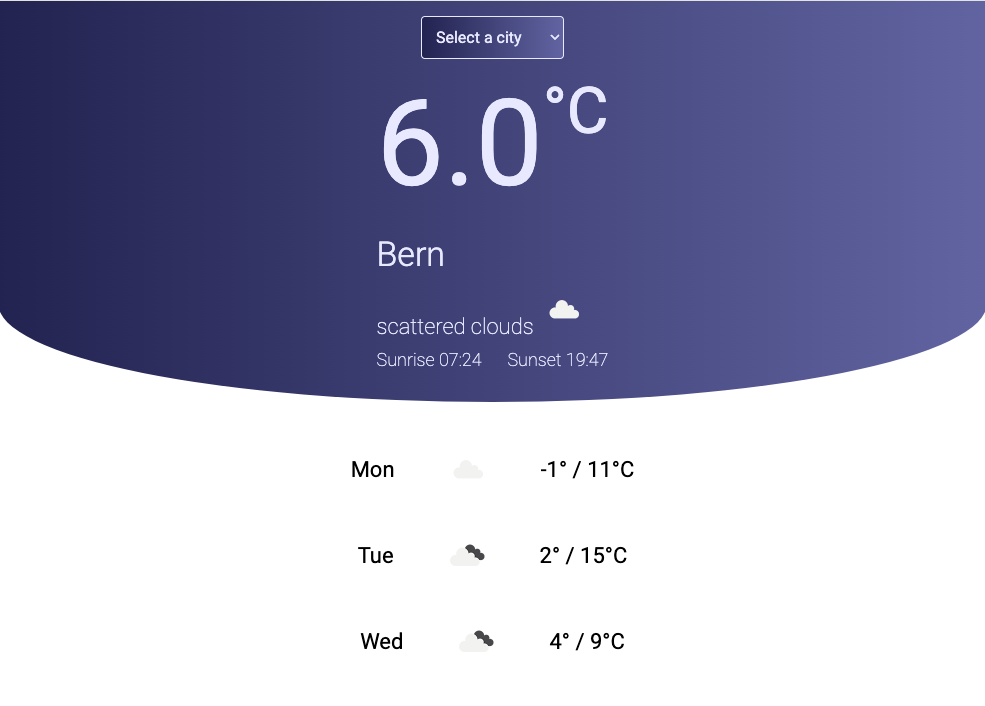 Select a city
6.0°C
Bern
scattered clouds
Sunrise 07:24 Sunset 19:47
Mon -1° / 11°C
Tue 2° / 15°C
Wed 4° / 9°C